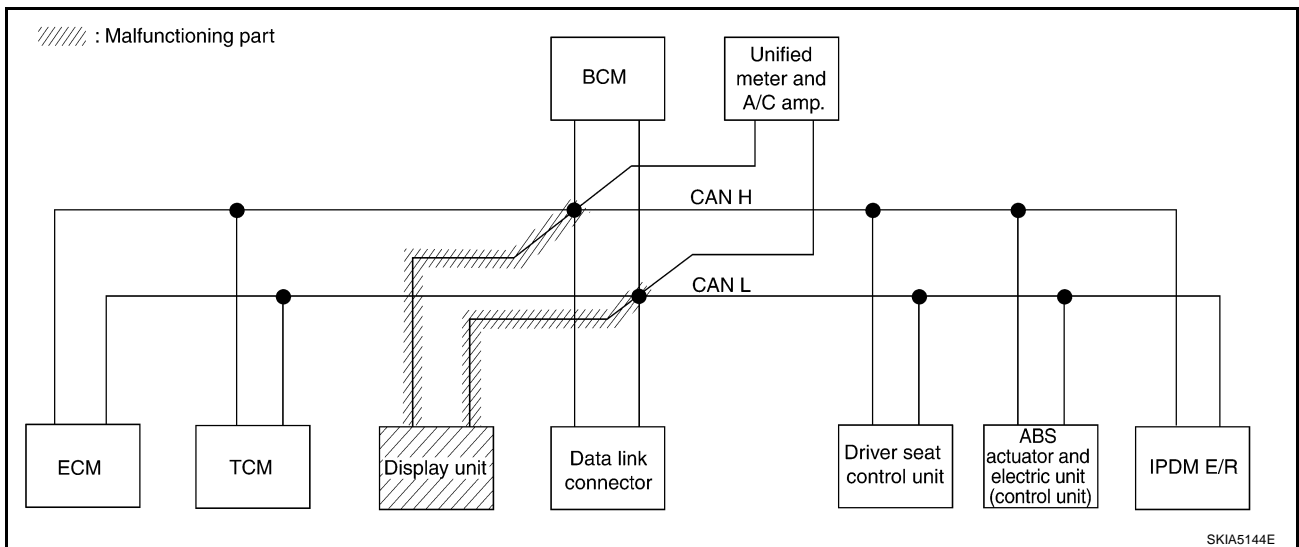 : Malfunctioning part
BCM
Unified
meter and
A/C amp.
CAN H
CAN L
ECM
TCM
Display unit
Data link
connector
Driver seat
control unit
ABS
actuator and
electric unit
(control unit)
IPDM E/R
SKIA5144E